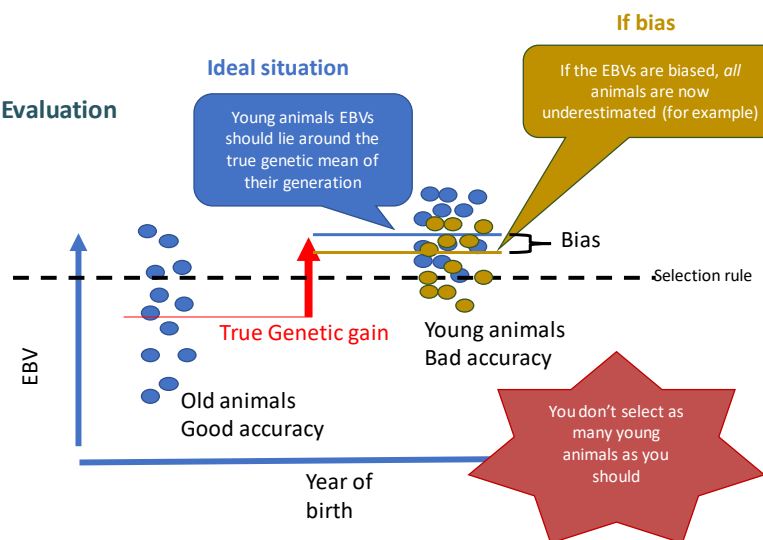 If bias
Ideal situation
Evaluation
Young animals EBVs
should lie around the
true genetic mean of
their generation
If the EBVs are biased, all
animals are now
underestimated (for example)
Bias
Selection rule
True Genetic gain
Young animals
Bad accuracy
EBV
Old animals
Good accuracy
You don’t select as
many young
animals as you
should
Year of
birth